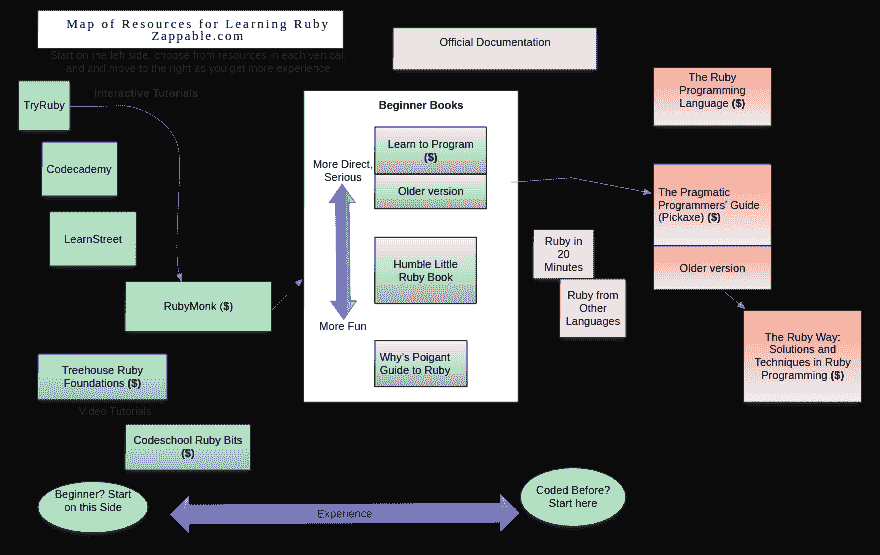 Map of Resources for Learning Ruby
Zappable.com
Start on the left side, choose from resources in each vertical,
and and move to the right as you get more experience
Official Documentation
Interactive Tutorials
TryRuby
Codecademy
LearnStreet
RubyMonk ($)
Treehouse Ruby
Foundations ($)
Video Tutorials
Codeschool Ruby Bits
($)
Beginner Books
More Direct,
Serious
More Fun
Learn to Program
($)
Older version
Humble Little
Ruby Book
Why's Poigant
Guide to Ruby
Ruby in
20
Minutes
Ruby from
Other
Languages
The Ruby
Programming
Language ($)
The Pragmatic
Programmers' Guide
(Pickaxe) ($)
Older version
The Ruby Way:
Solutions and
Techniques in Ruby
Programming ($)
Beginner? Start
on this Side
Experience
Coded Before?
Start here